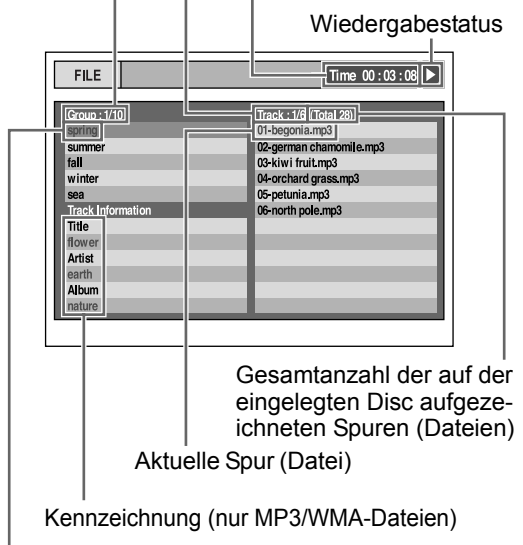 Wiedergabestatus
FILE
Time 00 : 03 : 08
Group : 1/10
spring
summer
fall
winter
sea
Track Information
Title
flower
Artist
earth
Album
nature
Track : 1/6 (Total 28)
01-begonia.mp3
02-german chamomile.mp3
03-kiwi fruit.mp3
04-orchard grass.mp3
05-petunia.mp3
06-north pole.mp3
Gesamtanzahl der auf der
eingelegten Disc aufgeze-
ichneten Spuren (Dateien)
Aktuelle Spur (Datei)
Kennzeichnung (nur MP3/WMA-Dateien)